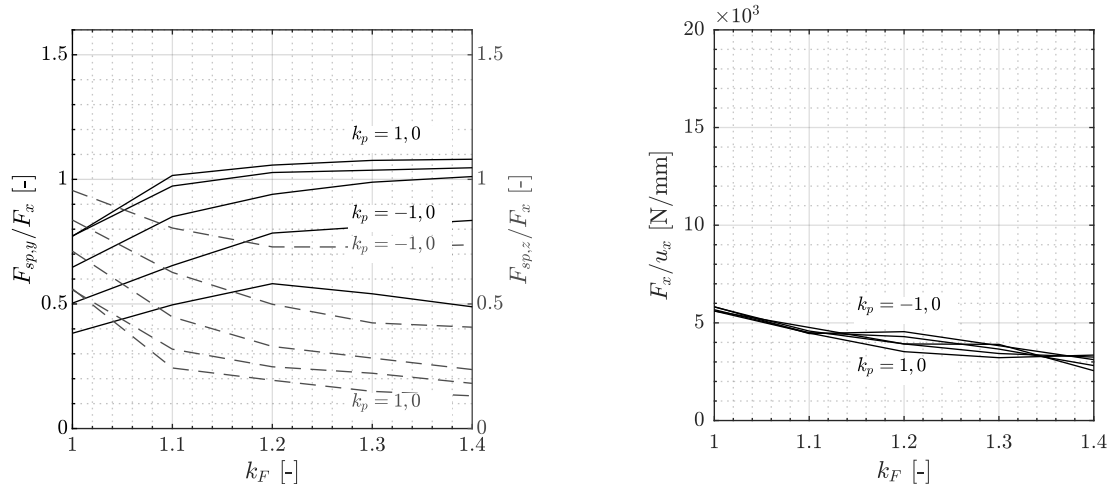 1.5
1
0.5
0
F_{sp,y}/F_x [-]
1.5
1
0.5
0
F_{sp,z}/F_x [-]
k_p = 1,0
k_p = −1,0
k_p = −1,0
k_p = 1,0
1 1.1 1.2 1.3 1.4
k_F [-]
×10³
20
15
10
5
0
F_x/u_x [N/mm]
k_p = −1,0
k_p = 1,0
1 1.1 1.2 1.3 1.4
k_F [-]